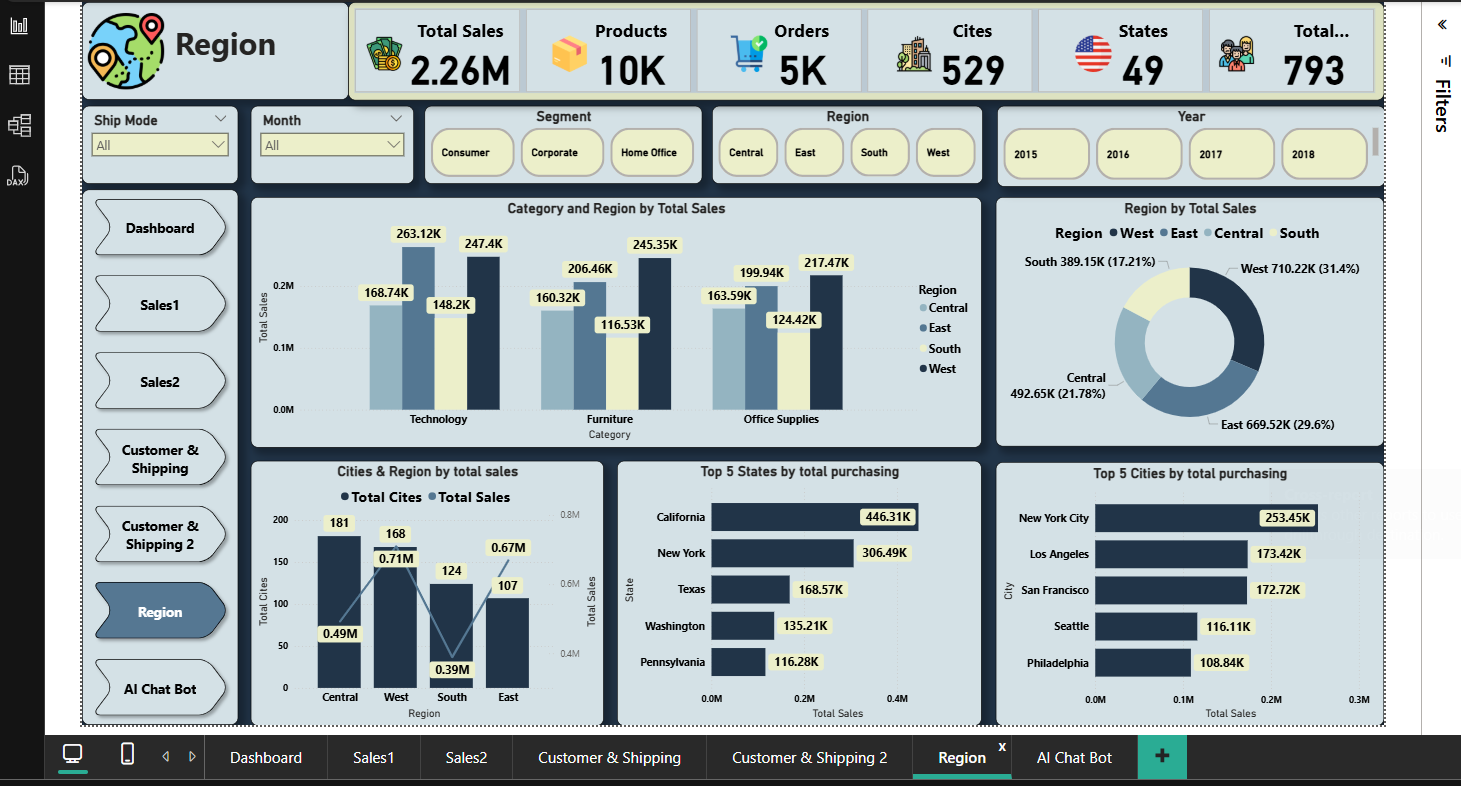 Region
Total Sales
2.26M
Products
10K
Orders
5K
Cites
529
States
49
Total...
793
Filters
DAX
Ship Mode
All
Month
All
Segment
Consumer
Corporate
Home Office
Region
Central
East
South
West
Year
2015
2016
2017
2018
Dashboard
Sales1
Sales2
Customer &
Shipping
Customer &
Shipping 2
Region
AI Chat Bot
Category and Region by Total Sales
Total Sales
0.2M
0.1M
0.0M
168.74K
263.12K
148.2K
247.4K
160.32K
206.46K
116.53K
245.35K
163.59K
199.94K
124.42K
217.47K
Technology
Furniture
Office Supplies
Category
Region
Central
East
South
West
Region by Total Sales
Region West East Central South
South 389.15K (17.21%)
West 710.22K (31.4%)
Central
492.65K (21.78%)
East 669.52K (29.6%)
Cities & Region by total sales
Total Cites Total Sales
Total Cites
200
150
100
50
0
181
168
124
107
0.49M
0.71M
0.39M
0.67M
0.8M
0.6M
0.4M
Total Sales
Central
West
South
East
Region
Top 5 States by total purchasing
State
California
446.31K
New York
306.49K
Texas
168.57K
Washington
135.21K
Pennsylvania
116.28K
0.0M
0.2M
0.4M
Total Sales
Top 5 Cities by total purchasing
City
New York City
253.45K
Los Angeles
173.42K
San Francisco
172.72K
Seattle
116.11K
Philadelphia
108.84K
0.0M
0.1M
0.2M
0.3M
Total Sales
Dashboard
Sales1
Sales2
Customer & Shipping
Customer & Shipping 2
Region
x
AI Chat Bot
+